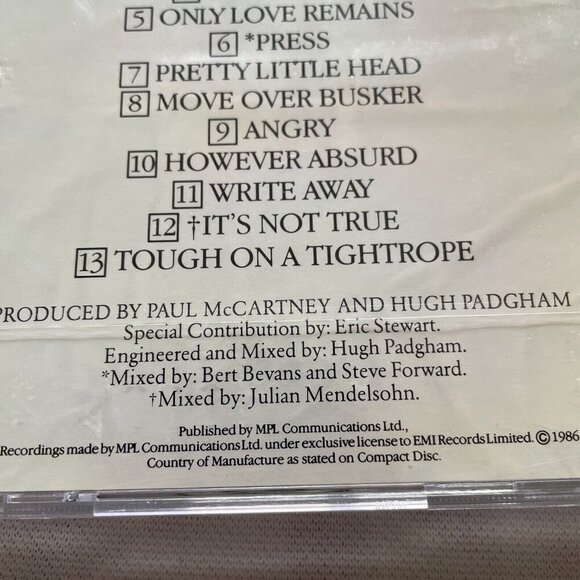 5 ONLY LOVE REMAINS
6 *PRESS
7 PRETTY LITTLE HEAD
8 MOVE OVER BUSKER
9 ANGRY
10 HOWEVER ABSURD
11 WRITE AWAY
12 †IT'S NOT TRUE
13 TOUGH ON A TIGHTROPE
PRODUCED BY PAUL McCARTNEY AND HUGH PADGHAM
Special Contribution by: Eric Stewart.
Engineered and Mixed by: Hugh Padgham.
*Mixed by: Bert Bevans and Steve Forward.
†Mixed by: Julian Mendelsohn.
Published by MPL Communications Ltd.,
Recordings made by MPL Communications Ltd. under exclusive license to EMI Records Limited. © 1986
Country of Manufacture as stated on Compact Disc.